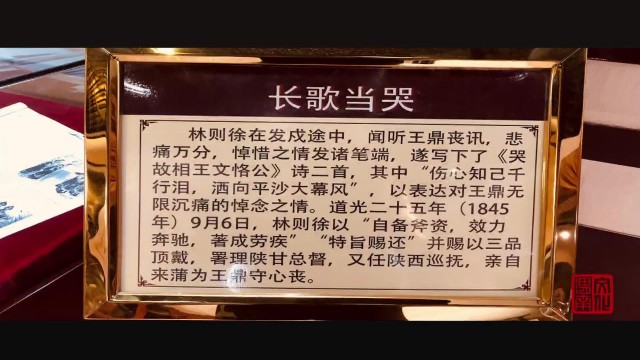 长歌当哭
林则徐在发戍途中，闻听王鼎丧讯，悲
痛万分，悼惜之情发诸笔端，遂写下了《哭
故相王文恪公》诗二首，其中“伤心知己千
行泪，洒向平沙大幕风”，以表达对王鼎无
限沉痛的悼念之情。道光二十五年（1845
年）9月6日，林则徐以“自备斧资，效力
奔驰，著成劳疾”“特旨赐还”并赐以三品
顶戴，署理陕甘总督，又任陕西巡抚，亲自
来蒲为王鼎守心丧。